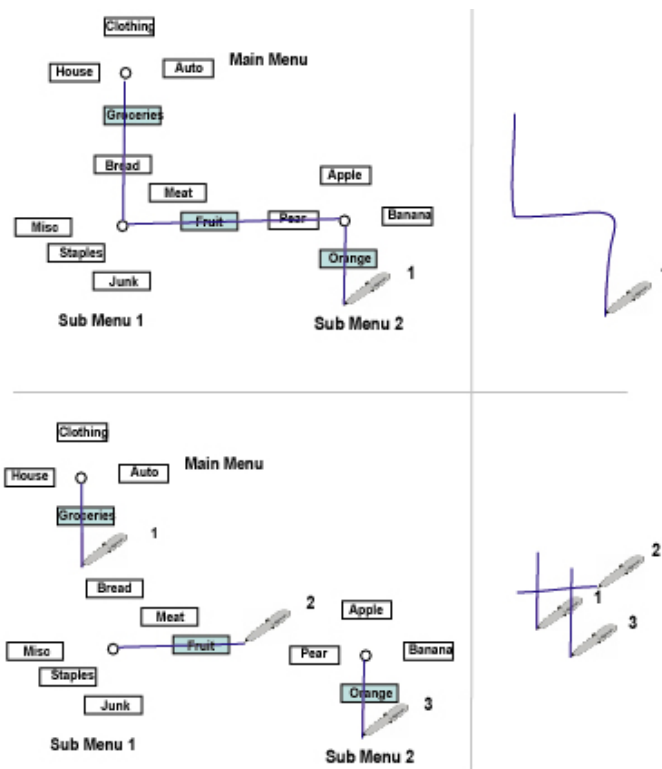 Clothing
House
Auto
Main Menu
Groceries
Bread
Meat
Apple
Misc
Fruit
Pear
Banana
Staples
Orange
Junk
1
Sub Menu 1
Sub Menu 2
Clothing
House
Auto
Main Menu
Groceries
1
Bread
Meat
2
Apple
Misc
Fruit
Pear
Banana
Staples
Orange
Junk
3
Sub Menu 1
Sub Menu 2
2
1
3